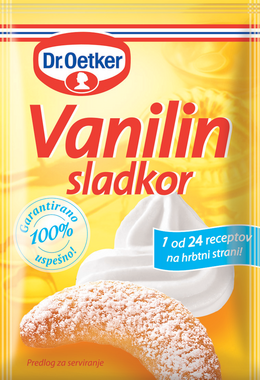 Dr. Oetker
Vanilin
sladkor
Garantirano
100%
uspešno!
1 od 24 receptov
na hrbtni strani!
Predlog za serviranje